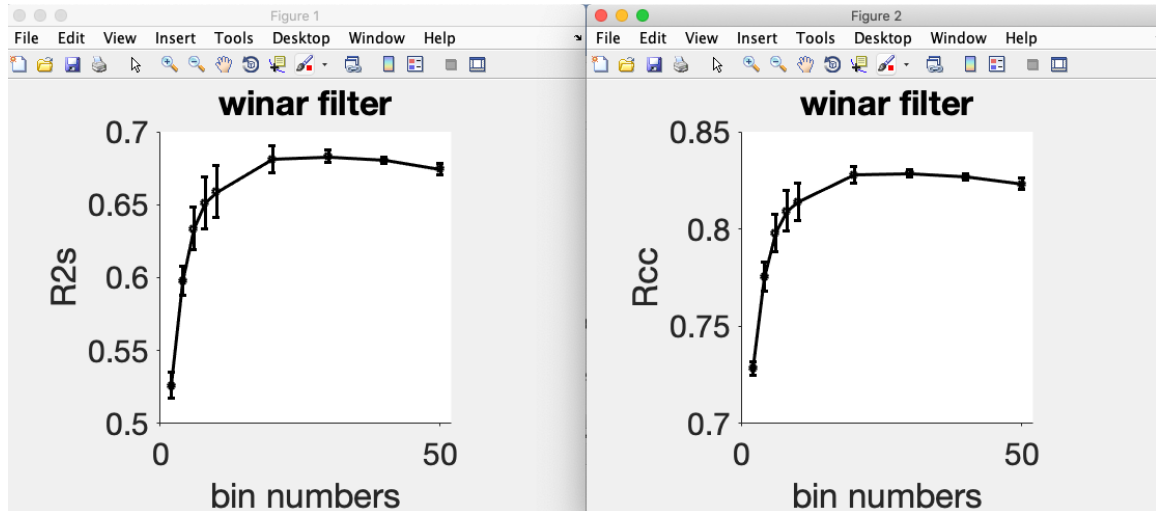 Figure 1
File Edit View Insert Tools Desktop Window Help
winar filter
0.7
0.65
0.6
0.55
0.5
R2s
0 50
bin numbers
Figure 2
File Edit View Insert Tools Desktop Window Help
winar filter
0.85
0.8
0.75
0.7
Rcc
0 50
bin numbers